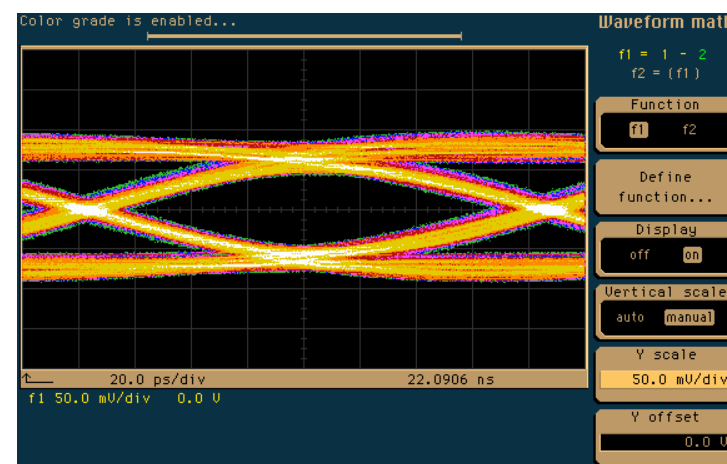 Color grade is enabled...
Waveform mat
f1 = 1 - 2
f2 = (f1)
Function
f1 f2
Define
function...
Display
off on
Vertical scale
auto manual
Y scale
20.0 ps/div 22.0906 ns
50.0 mV/div
f1 50.0 mV/div 0.0 V
Y offset
0.0 V